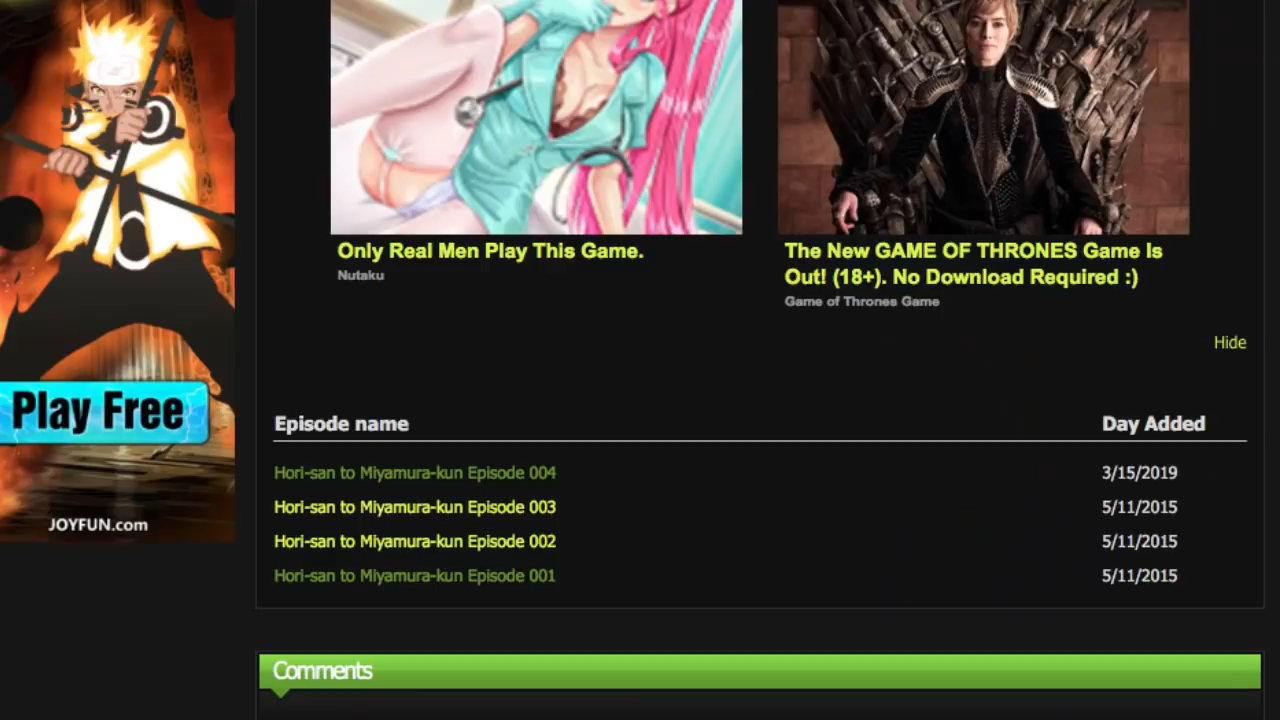 Only Real Men Play This Game.
Nutaku
The New GAME OF THRONES Game Is
Out! (18+). No Download Required :)
Game of Thrones Game
Hide
Play Free
JOYFUN.com
Episode name Day Added
Hori-san to Miyamura-kun Episode 004 3/15/2019
Hori-san to Miyamura-kun Episode 003 5/11/2015
Hori-san to Miyamura-kun Episode 002 5/11/2015
Hori-san to Miyamura-kun Episode 001 5/11/2015
Comments